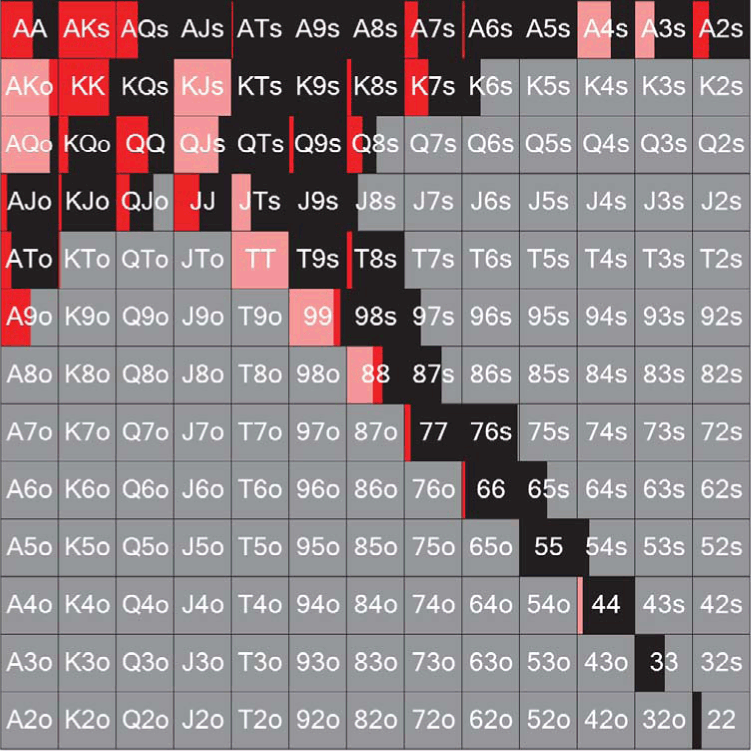 AA AKs AQs AJs ATs A9s A8s A7s A6s A5s A4s A3s A2s
AKo KK KQs KJs KTs K9s K8s K7s K6s K5s K4s K3s K2s
AQo KQo QQ QJs QTs Q9s Q8s Q7s Q6s Q5s Q4s Q3s Q2s
AJo KJo QJo JJ JTs J9s J8s J7s J6s J5s J4s J3s J2s
ATo KTo QTo JTo TT T9s T8s T7s T6s T5s T4s T3s T2s
A9o K9o Q9o J9o T9o 99 98s 97s 96s 95s 94s 93s 92s
A8o K8o Q8o J8o T8o 98o 88 87s 86s 85s 84s 83s 82s
A7o K7o Q7o J7o T7o 97o 87o 77 76s 75s 74s 73s 72s
A6o K6o Q6o J6o T6o 96o 86o 76o 66 65s 64s 63s 62s
A5o K5o Q5o J5o T5o 95o 85o 75o 65o 55 54s 53s 52s
A4o K4o Q4o J4o T4o 94o 84o 74o 64o 54o 44 43s 42s
A3o K3o Q3o J3o T3o 93o 83o 73o 63o 53o 43o 33 32s
A2o K2o Q2o J2o T2o 92o 82o 72o 62o 52o 42o 32o 22